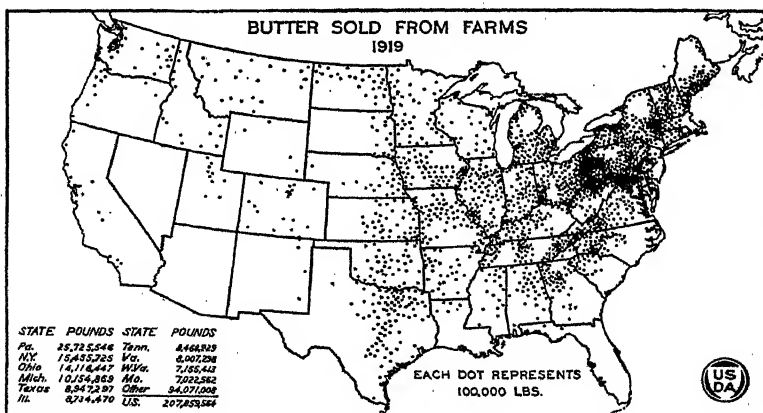 BUTTER SOLD FROM FARMS
1919
STATE POUNDS STATE POUNDS
Pa. 25,725,546 Tenn. 8,468,929
N.Y. 15,455,725 Va. 8,007,298
Ohio 14,116,447 W.Va. 7,155,413
Mich. 10,154,869 Mo. 7,022,562
Texas 8,947,297 Other 94,071,008
Ill. 8,734,470 U.S. 207,859,564
EACH DOT REPRESENTS
100,000 LBS.
US
DA